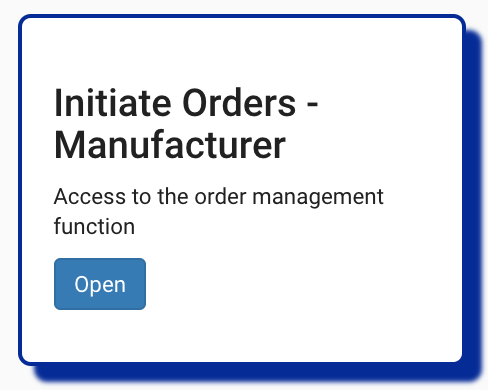 Initiate Orders -
Manufacturer
Access to the order management
function
Open